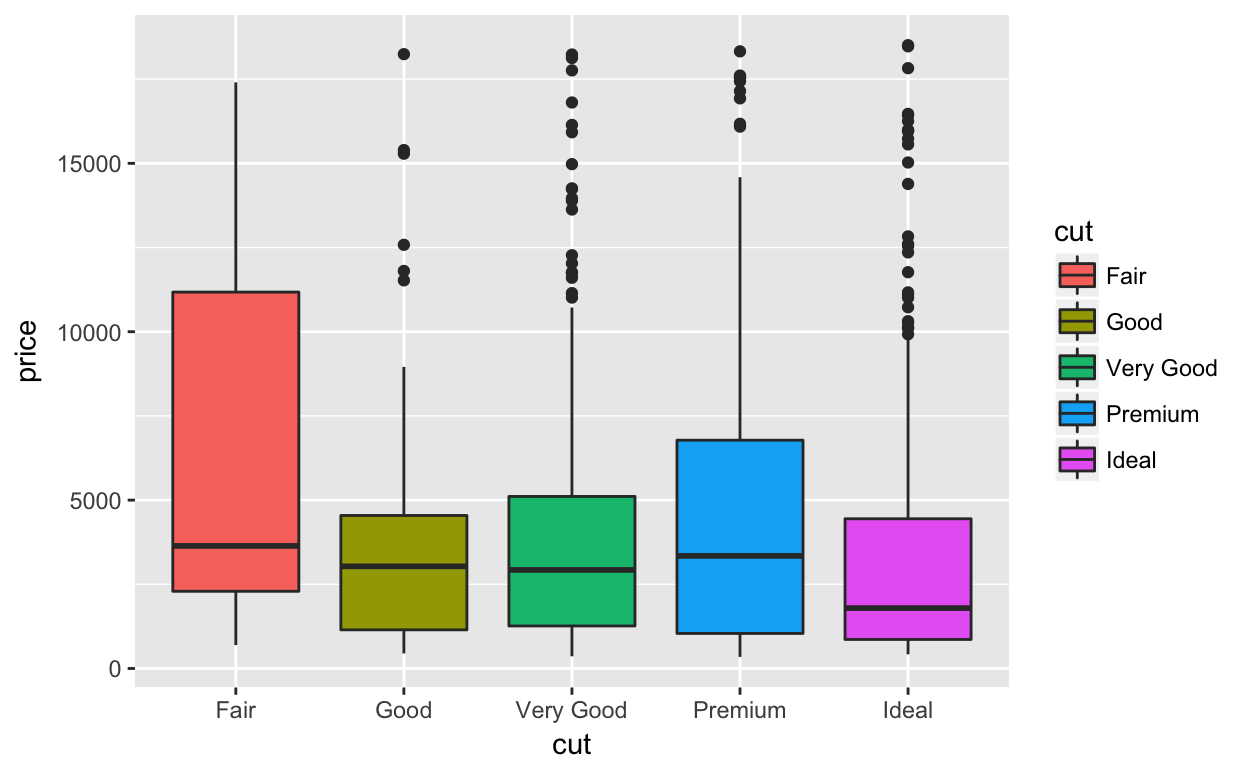 15000
10000
5000
0
price
Fair
Good
Very Good
Premium
Ideal
cut
cut
Fair
Good
Very Good
Premium
Ideal